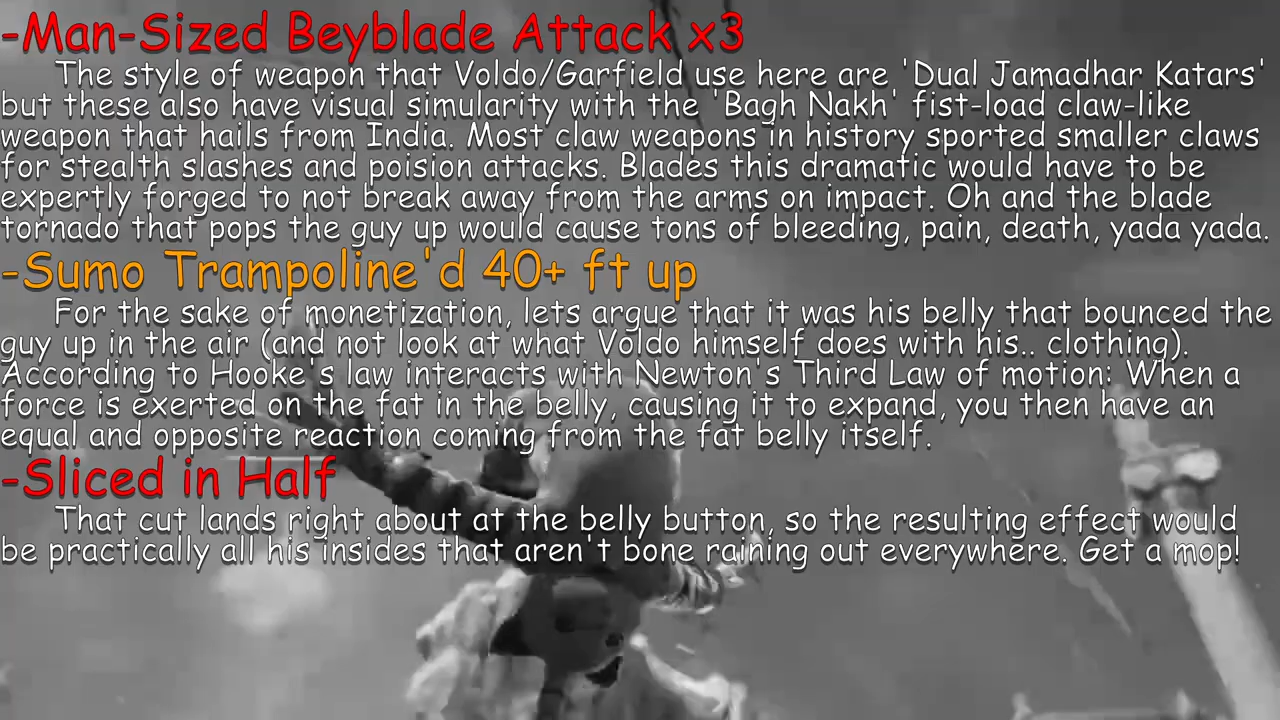 -Man-Sized Beyblade Attack x3
The style of weapon that Voldo/Garfield use here are 'Dual Jamadhar Katars'
but these also have visual simularity with the 'Bagh Nakh' fist-load claw-like
weapon that hails from India. Most claw weapons in history sported smaller claws
for stealth slashes and poision attacks. Blades this dramatic would have to be
expertly forged to not break away from the arms on impact. Oh and the blade
tornado that pops the guy up would cause tons of bleeding, pain, death, yada yada.
-Sumo Trampoline'd 40+ ft up
For the sake of monetization, lets argue that it was his belly that bounced the
guy up in the air (and not look at what Voldo himself does with his.. clothing).
According to Hooke's law interacts with Newton's Third Law of motion: When a
force is exerted on the fat in the belly, causing it to expand, you then have an
equal and opposite reaction coming from the fat belly itself.
-Sliced in Half
That cut lands right about at the belly button, so the resulting effect would
be practically all his insides that aren't bone raining out everywhere. Get a mop!